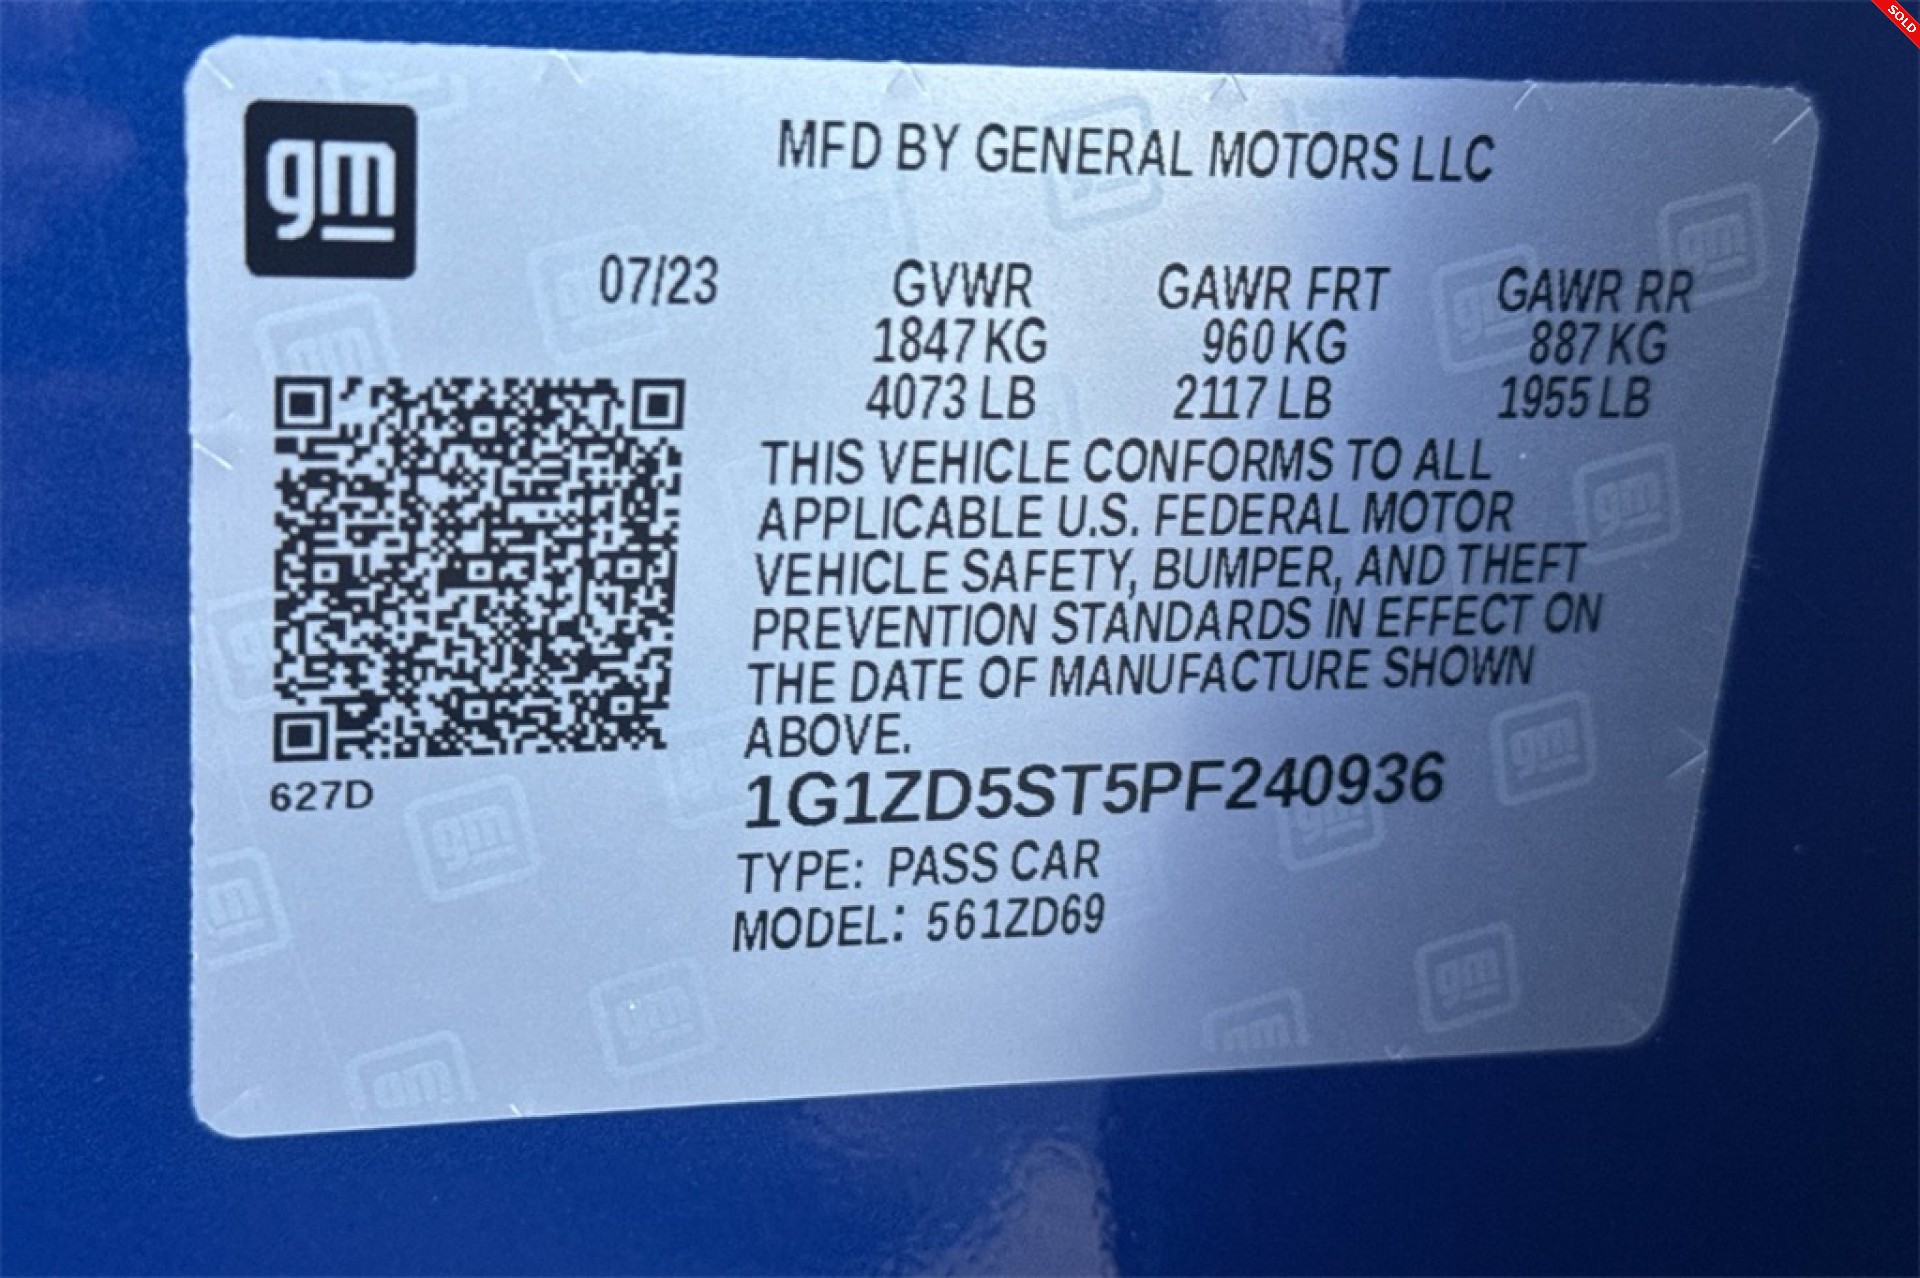 SOLD
gm
MFD BY GENERAL MOTORS LLC
07/23 GVWR GAWR FRT GAWR RR
1847 KG 960 KG 887 KG
4073 LB 2117 LB 1955 LB
THIS VEHICLE CONFORMS TO ALL
APPLICABLE U.S. FEDERAL MOTOR
VEHICLE SAFETY, BUMPER, AND THEFT
PREVENTION STANDARDS IN EFFECT ON
THE DATE OF MANUFACTURE SHOWN
ABOVE.
627D
1G1ZD5ST5PF240936
TYPE: PASS CAR
MODEL: 561ZD69